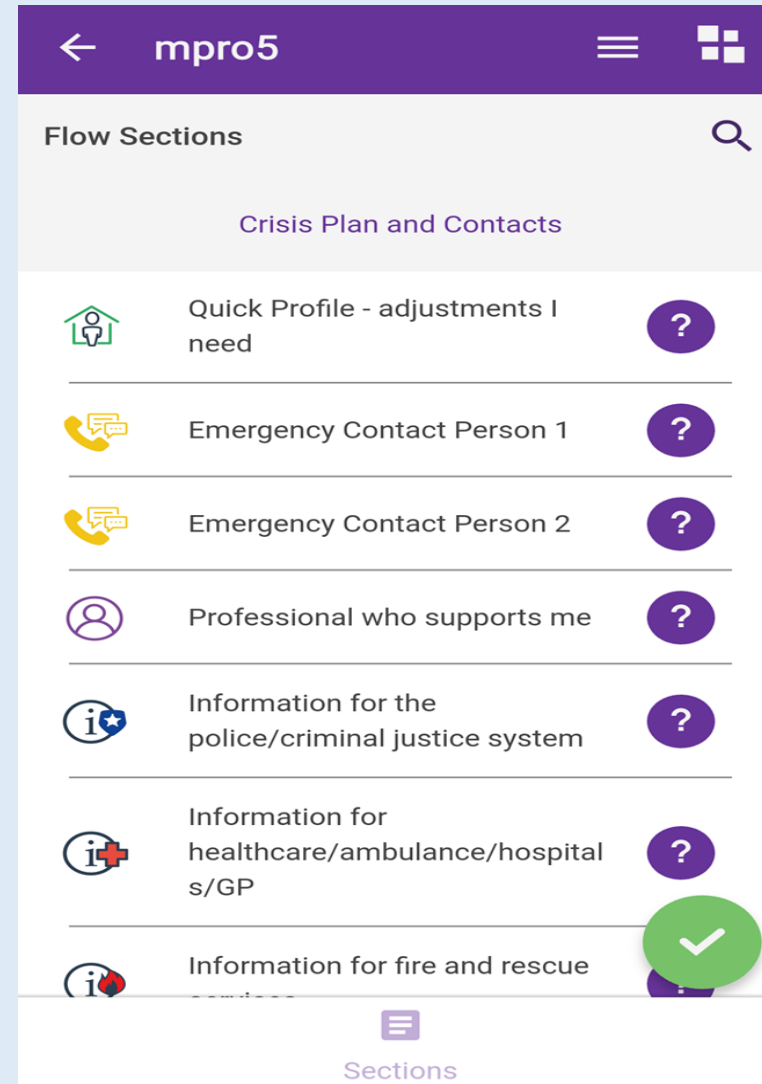 mpro5
Flow Sections
Crisis Plan and Contacts
Quick Profile - adjustments I
need
?
Emergency Contact Person 1
?
Emergency Contact Person 2
?
Professional who supports me
?
Information for the
police/criminal justice system
?
Information for
healthcare/ambulance/hospital
s/GP
?
Information for fire and rescue
Sections